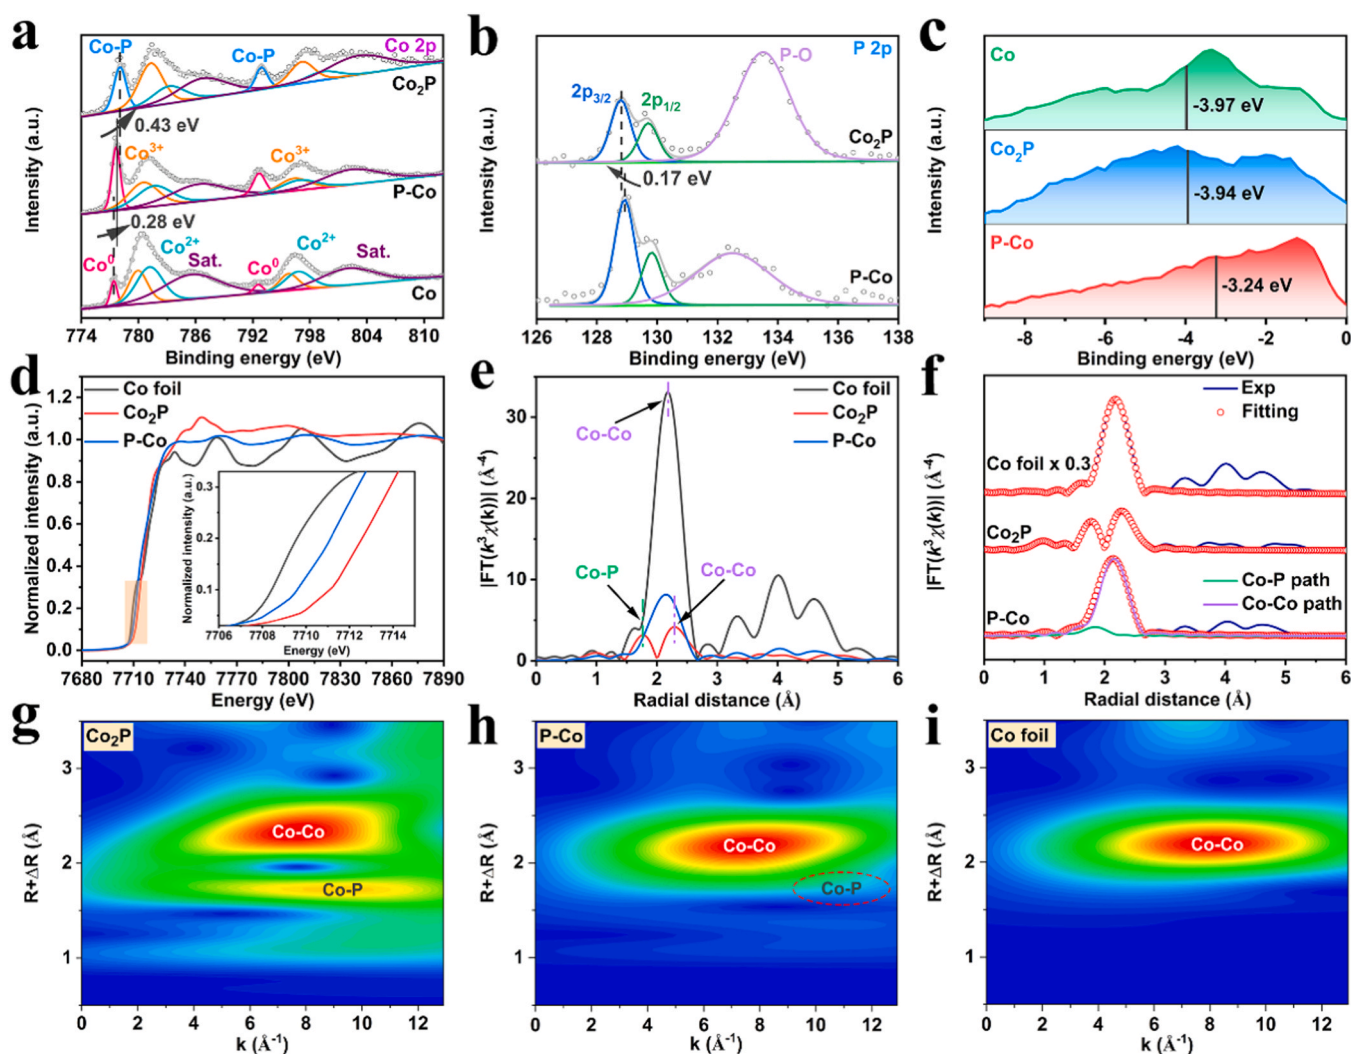 a
Co-P
Co-P
Co 2p
Co₂P
0.43 eV
Co³⁺
Co³⁺
P-Co
0.28 eV
Co⁰
Co²⁺
Sat.
Co⁰
Co²⁺
Sat.
Co
Intensity (a.u.)
774 780 786 792 798 804 810
Binding energy (eV)
b
P-O
P 2p
2p₃/₂
2p₁/₂
Co₂P
0.17 eV
P-Co
Intensity (a.u.)
126 128 130 132 134 136 138
Binding energy (eV)
c
Co
-3.97 eV
Co₂P
-3.94 eV
P-Co
-3.24 eV
Intensity (a.u.)
-8 -6 -4 -2 0
Binding energy (eV)
d
Co foil
Co₂P
P-Co
Normalized intensity (a.u.)
1.2
1.0
0.8
0.6
0.4
0.2
0.0
7680 7710 7740 7770 7800 7830 7860 7890
Energy (eV)
Normalized intensity (a.u.)
0.3
0.2
0.1
7706 7708 7710 7712 7714
Energy (eV)
e
Co foil
Co₂P
P-Co
Co-Co
Co-P
Co-Co
|FT(k³χ(k))| (Å⁻⁴)
30
20
10
0
0 1 2 3 4 5 6
Radial distance (Å)
f
Exp
Fitting
Co foil x 0.3
Co₂P
Co-P path
Co-Co path
P-Co
|FT(k³χ(k))| (Å⁻⁴)
0 1 2 3 4 5 6
Radial distance (Å)
g
Co₂P
Co-Co
Co-P
R+ΔR (Å)
3
2
1
0 2 4 6 8 10 12
k (Å⁻¹)
h
P-Co
Co-Co
Co-P
R+ΔR (Å)
3
2
1
0 2 4 6 8 10 12
k (Å⁻¹)
i
Co foil
Co-Co
R+ΔR (Å)
3
2
1
0 2 4 6 8 10 12
k (Å⁻¹)